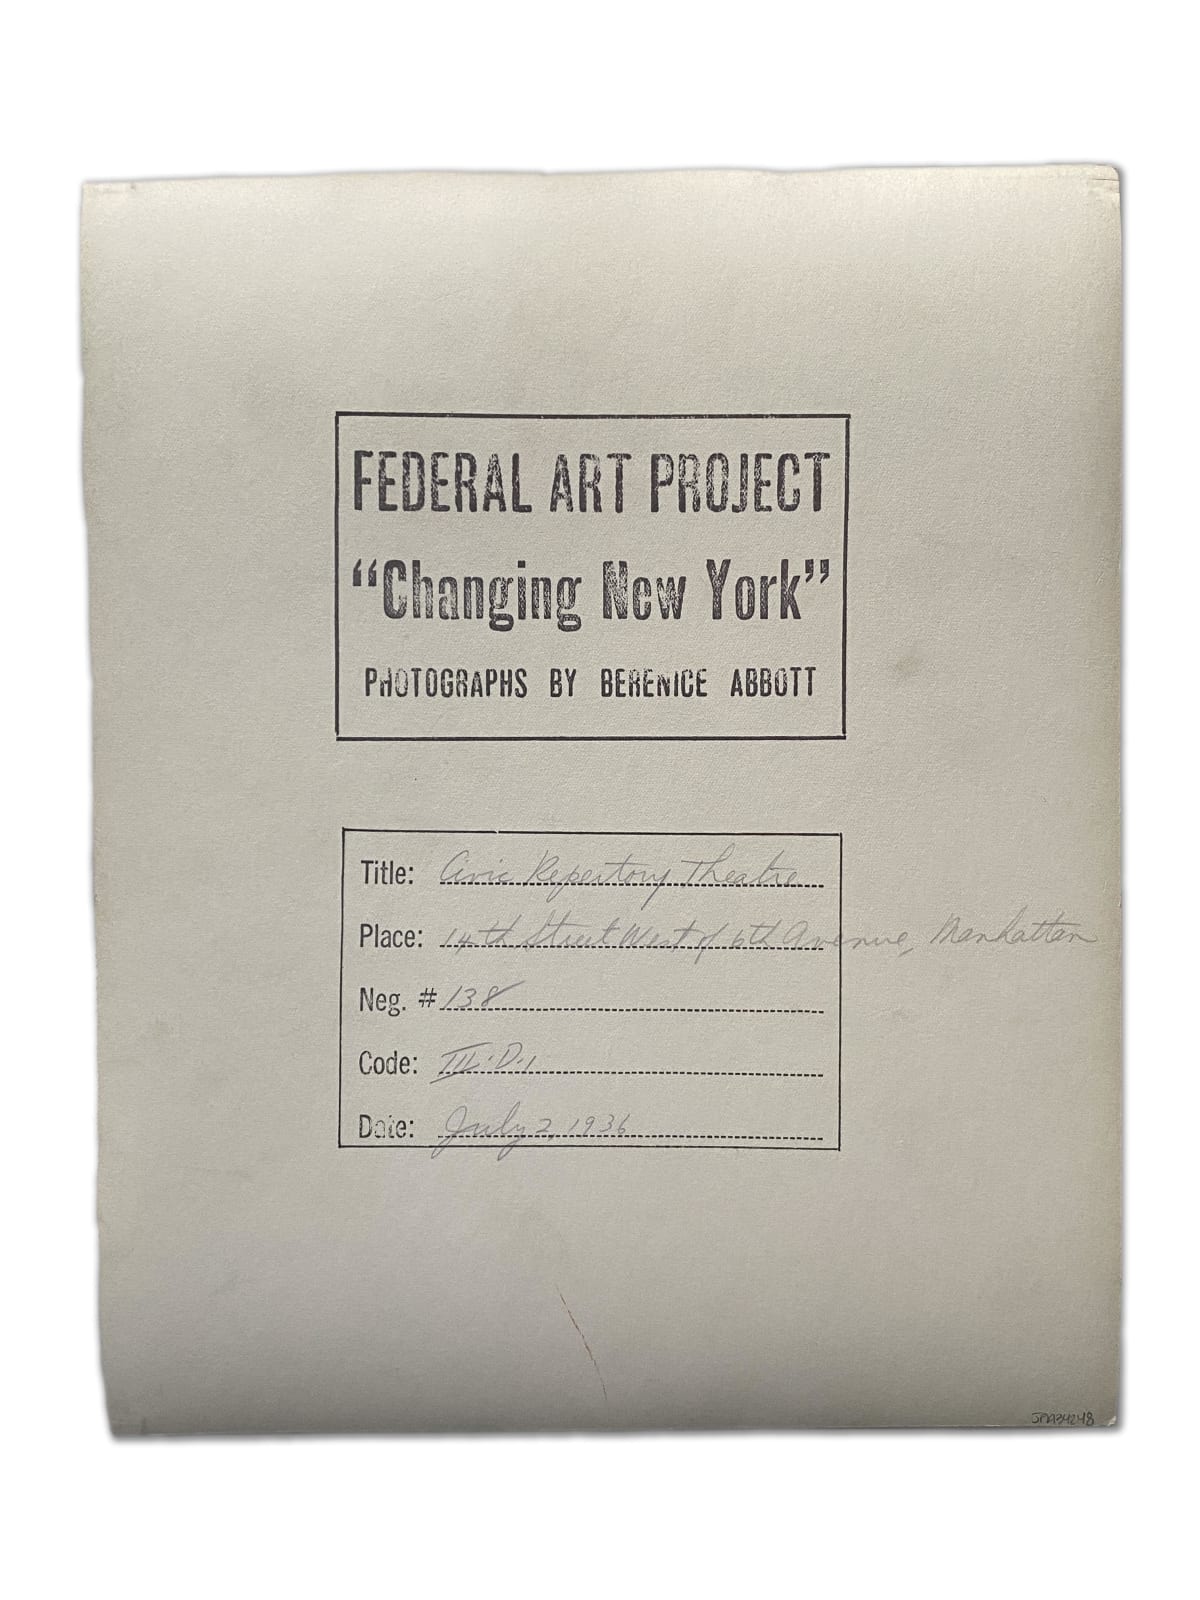 FEDERAL ART PROJECT
“Changing New York”
PHOTOGRAPHS BY BERENICE ABBOTT
Title: Civic Repertory Theatre
Place: 14th Street West of 6th Avenue, Manhattan
Neg. # 138
Code: III-D-1
Date: July 2, 1936